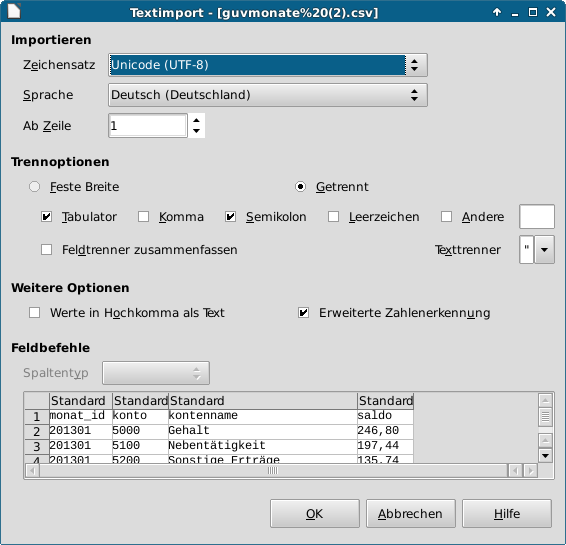 Textimport - [guvmonate%20(2).csv]
Importieren
Zeichensatz Unicode (UTF-8)
Sprache Deutsch (Deutschland)
Ab Zeile 1
Trennoptionen
Feste Breite Getrennt
Tabulator Komma Semikolon Leerzeichen Andere
Feldtrenner zusammenfassen Texttrenner "
Weitere Optionen
Werte in Hochkomma als Text Erweiterte Zahlenerkennung
Feldbefehle
Spaltentyp
Standard Standard Standard Standard
1 monat_id konto kontenname saldo
2 201301 5000 Gehalt 246,80
3 201301 5100 Nebentätigkeit 197,44
4 201301 5200 Sonstige Erträge 135,74
OK Abbrechen Hilfe